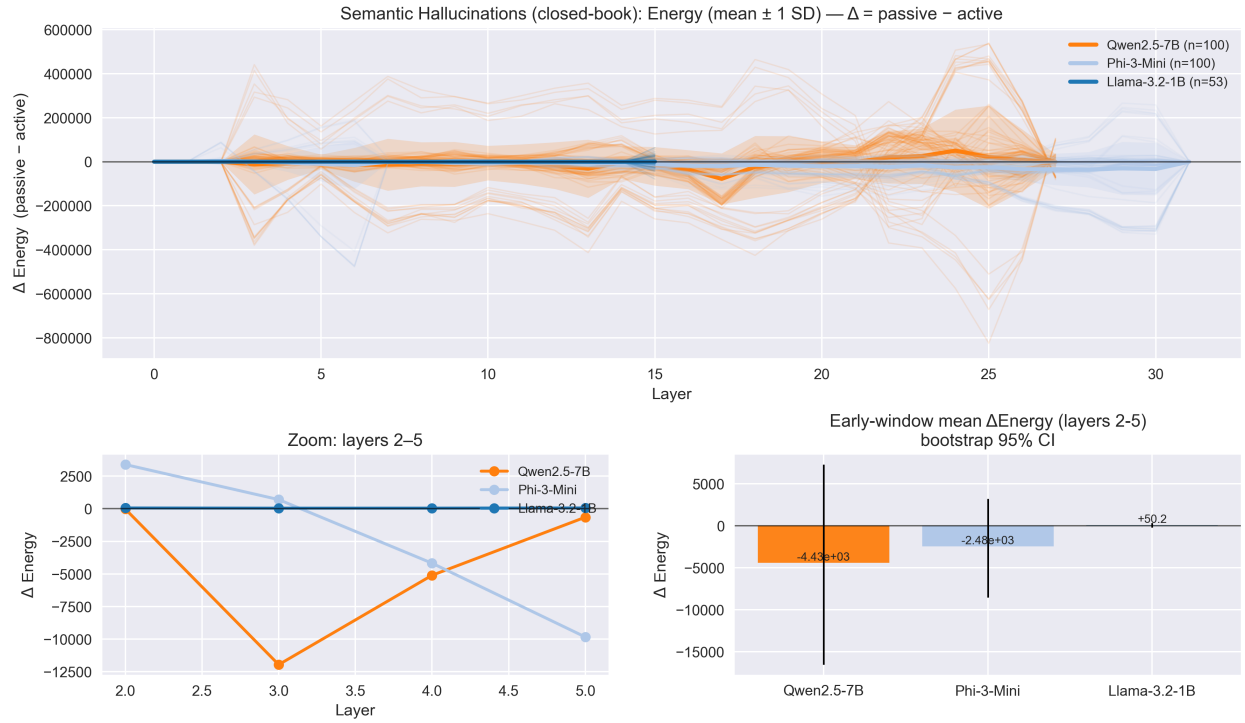 Semantic Hallucinations (closed-book): Energy (mean ± 1 SD) — Δ = passive − active
Δ Energy (passive − active)
600000
400000
200000
0
−200000
−400000
−600000
−800000
Qwen2.5-7B (n=100)
Phi-3-Mini (n=100)
Llama-3.2-1B (n=53)
0 5 10 15 20 25 30
Layer
Zoom: layers 2–5
Δ Energy
2500
0
−2500
−5000
−7500
−10000
−12500
Qwen2.5-7B
Phi-3-Mini
Llama-3.2-1B
2.0 2.5 3.0 3.5 4.0 4.5 5.0
Layer
Early-window mean ΔEnergy (layers 2-5)
bootstrap 95% CI
Δ Energy
5000
0
−5000
−10000
−15000
-4.43e+03
-2.48e+03
+50.2
Qwen2.5-7B Phi-3-Mini Llama-3.2-1B